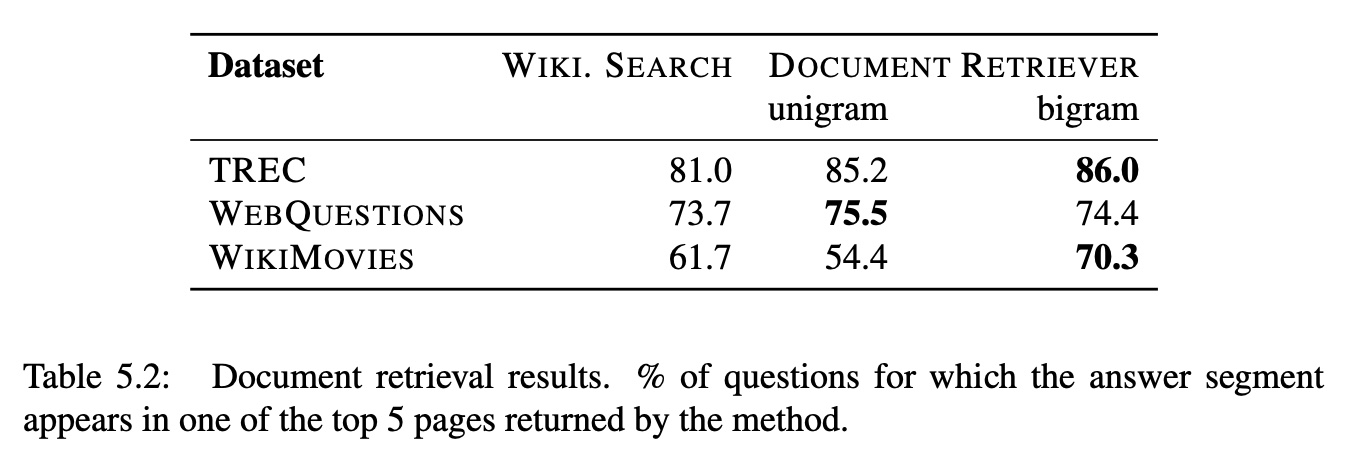 Dataset WIKI. SEARCH DOCUMENT RETRIEVER
unigram bigram
TREC 81.0 85.2 86.0
WEBQUESTIONS 73.7 75.5 74.4
WIKIMOVIES 61.7 54.4 70.3
Table 5.2: Document retrieval results. % of questions for which the answer segment
appears in one of the top 5 pages returned by the method.